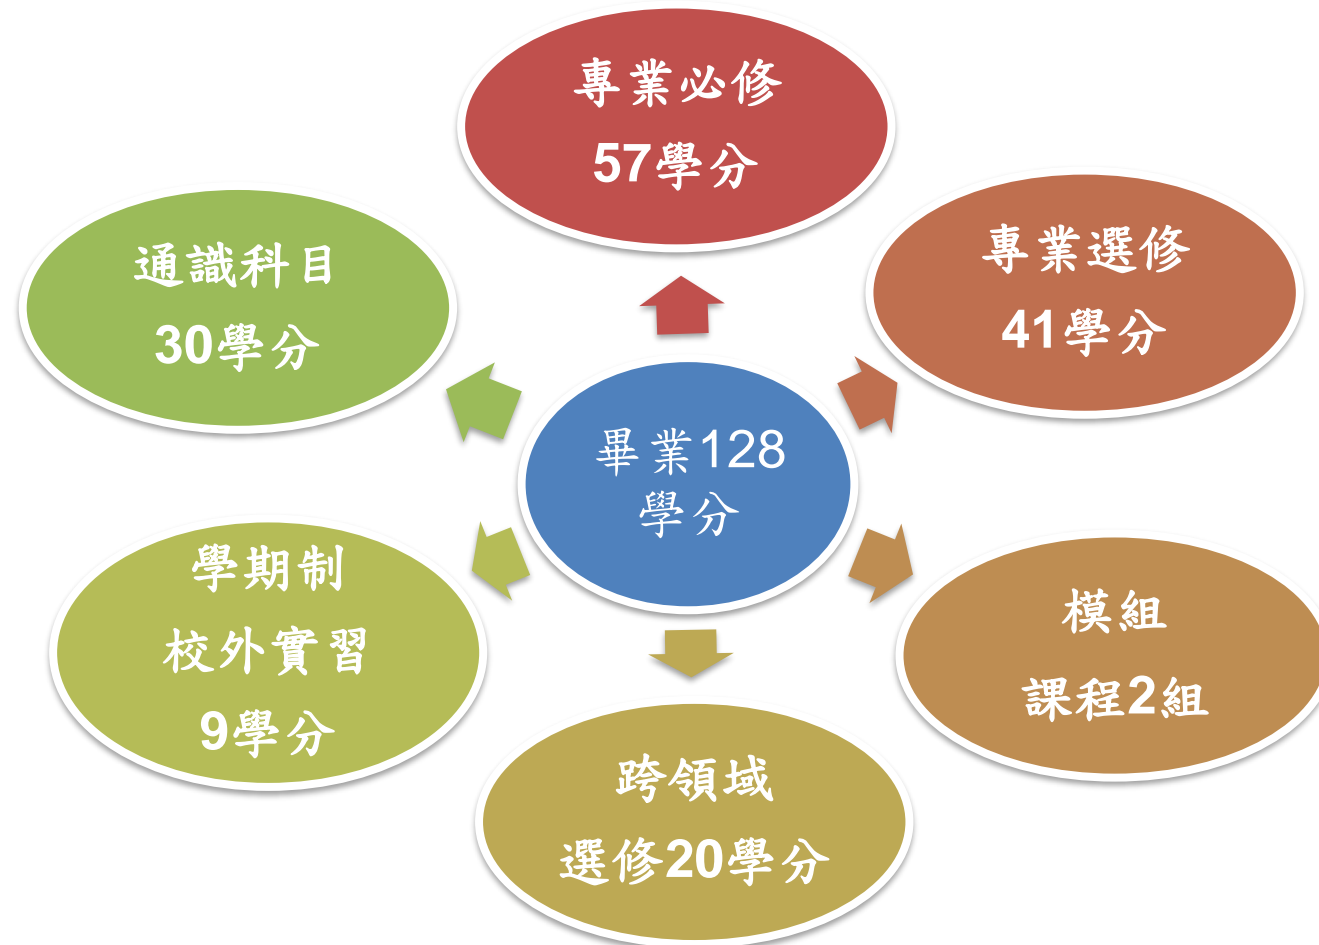 專業必修
57學分
專業選修
41學分
模組
課程2組
跨領域
選修20學分
學期制
校外實習
9學分
通識科目
30學分
畢業128
學分